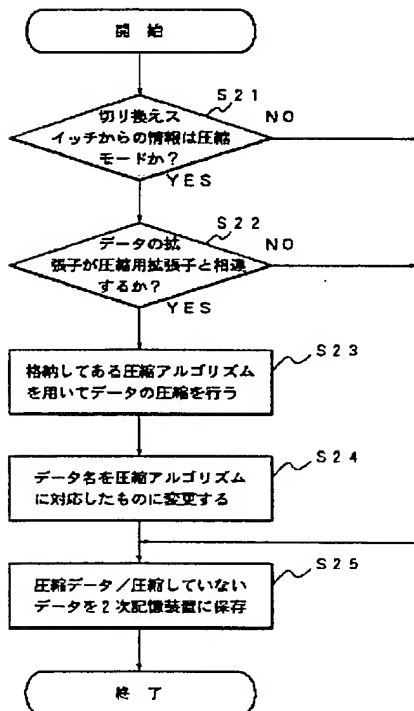 開 始
S21
切り換えス
イッチからの情報は圧縮
モードか？
NO
YES
S22
データの拡
張子が圧縮用拡張子と相違
するか？
NO
YES
S23
格納してある圧縮アルゴリズム
を用いてデータの圧縮を行う
S24
データ名を圧縮アルゴリズム
に対応したものに変更する
S25
圧縮データ／圧縮していない
データを2次記憶装置に保存
終 了